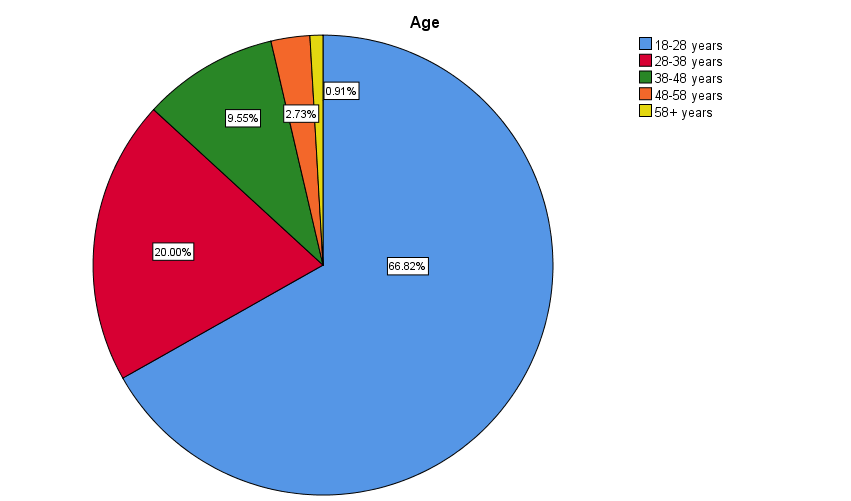 Age
18-28 years
28-38 years
38-48 years
48-58 years
58+ years
0.91%
2.73%
9.55%
20.00%
66.82%